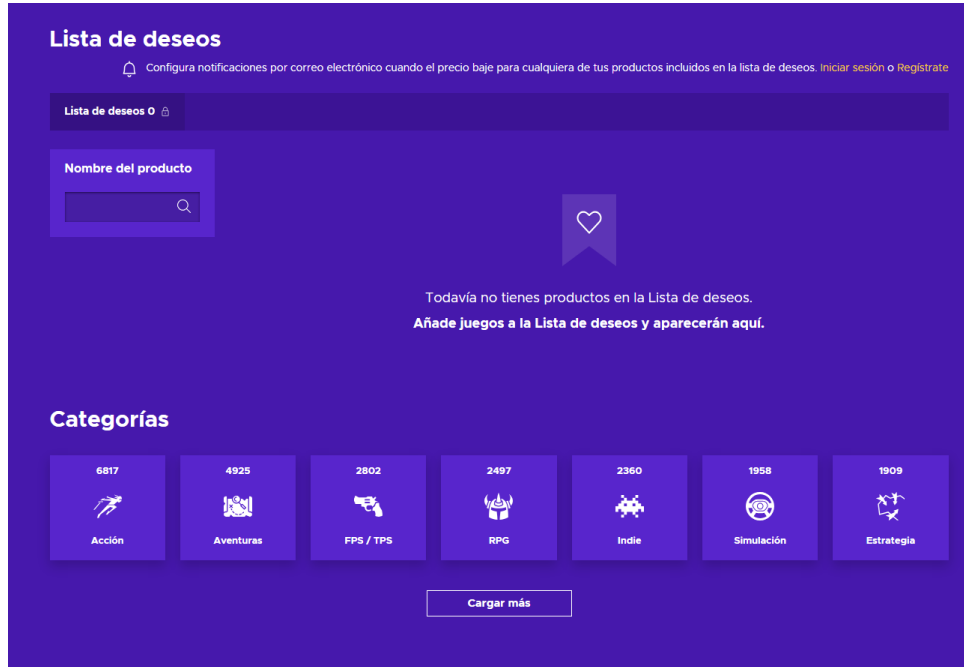 Lista de deseos
Configura notificaciones por correo electrónico cuando el precio baje para cualquiera de tus productos incluidos en la lista de deseos. Iniciar sesión o Regístrate
Lista de deseos 0
Nombre del producto
Todavía no tienes productos en la Lista de deseos.
Añade juegos a la Lista de deseos y aparecerán aquí.
Categorías
6817 4925 2802 2497 2360 1958 1909
Acción Aventuras FPS / TPS RPG Indie Simulación Estrategia
Cargar más